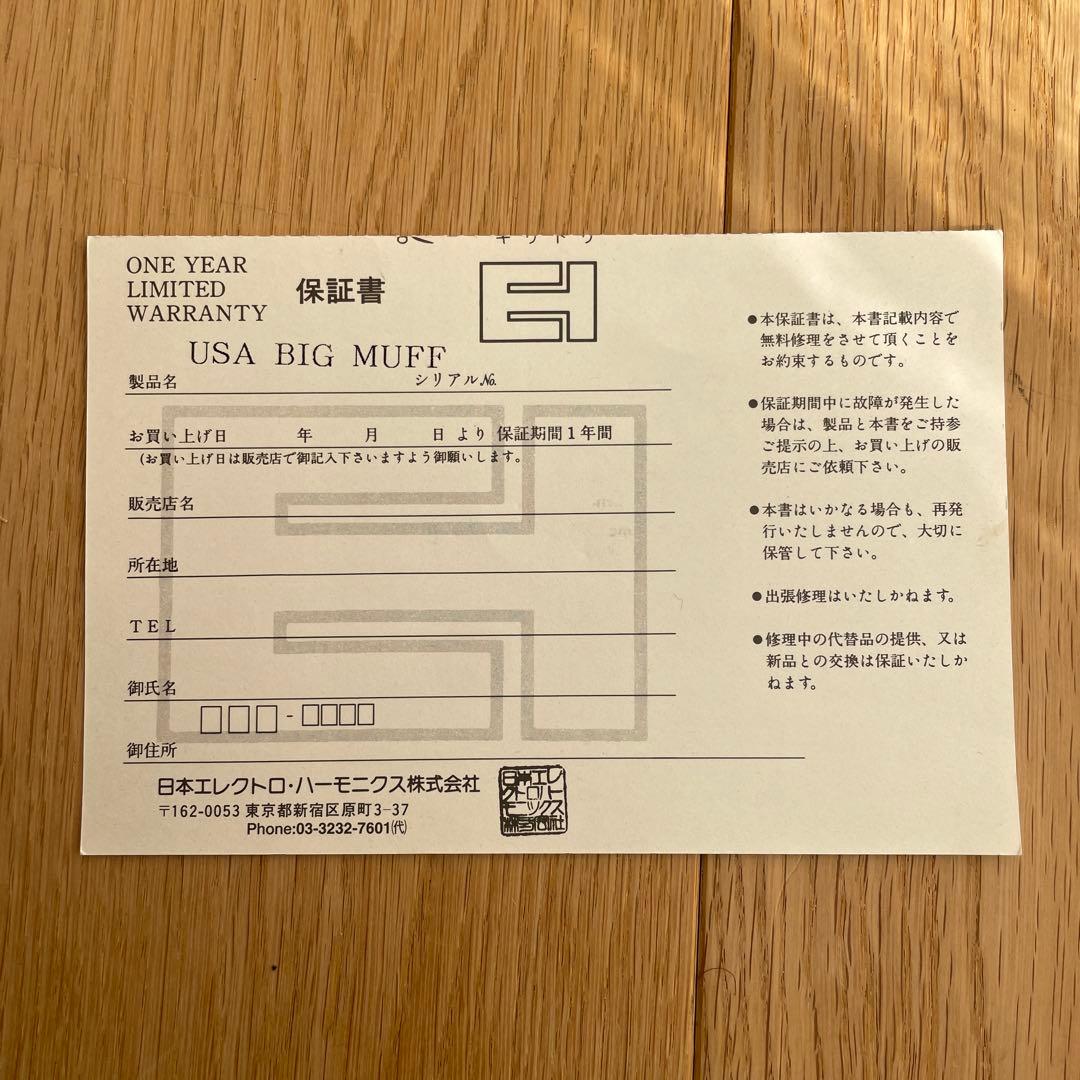 キリトリ
ONE YEAR
LIMITED
WARRANTY
保証書
USA BIG MUFF
製品名
シリアル№.
お買い上げ日 年 月 日 より 保証期間1年間
(お買い上げ日は販売店で御記入下さいますよう御願いします。
販売店名
所在地
TEL
御氏名
-
御住所
日本エレクトロ・ハーモニクス株式会社
〒162-0053 東京都新宿区原町3-37
Phone:03-3232-7601㈹
●本保証書は、本書記載内容で
無料修理をさせて頂くことを
お約束するものです。
●保証期間中に故障が発生した
場合は、製品と本書をご持参
ご提示の上、お買い上げの販
売店にご依頼下さい。
●本書はいかなる場合も、再発
行いたしませんので、大切に
保管して下さい。
●出張修理はいたしかねます。
●修理中の代替品の提供、又は
新品との交換は保証いたしか
ねます。